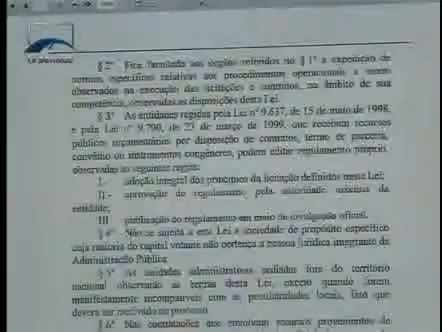 § 2º Fica facultada aos órgãos referidos no § 1º a expedição de
normas específicas relativas aos procedimentos operacionais a serem
observados na execução das licitações e contratos, no âmbito de sua
competência, observadas as disposições desta Lei.
§ 3º As entidades regidas pela Lei nº 9.637, de 15 de maio de 1998,
e pela Lei nº 9.790, de 23 de março de 1999, que recebam recursos
públicos orçamentários por disposição de contratos, termo de parceria,
convênio ou instrumentos congêneres, podem editar regulamento próprio,
observadas as seguintes regras:
I - adoção integral dos princípios da licitação definidos nesta Lei;
II - aprovação do regulamento pela autoridade máxima da
entidade;
III publicação do regulamento em meio de divulgação oficial.
§ 4º Não se sujeita a esta Lei a sociedade de propósito específico
cuja maioria do capital votante não pertença a pessoa jurídica integrante da
Administração Pública.
§ 5º As unidades administrativas sediadas fora do território
nacional observarão as regras desta Lei, exceto quando forem
manifestamente incompatíveis com as peculiaridades locais, fato que
deverá ser motivado no processo.
§ 6º Nas contratações que envolvam recursos provenientes de